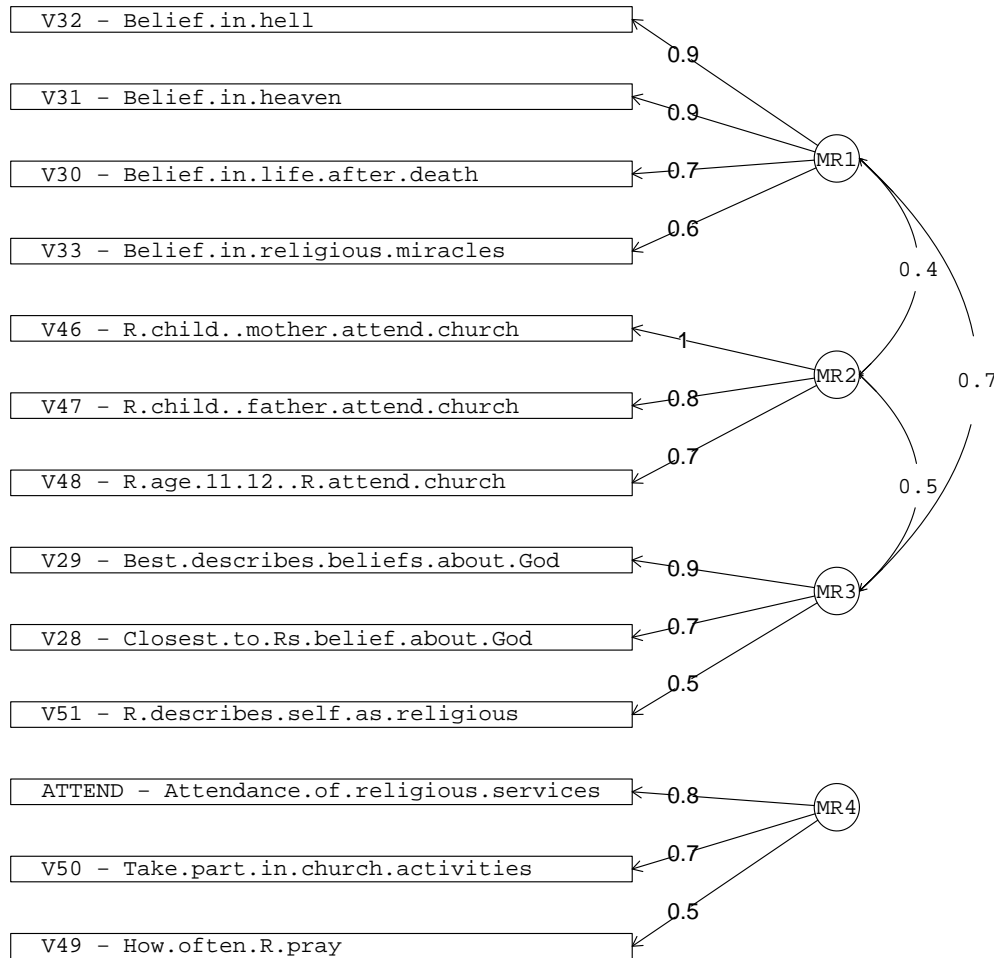 V32 − Belief.in.hell
0.9
V31 − Belief.in.heaven
0.9
MR1
V30 − Belief.in.life.after.death
0.7
0.6
V33 − Belief.in.religious.miracles
0.4
V46 − R.child..mother.attend.church
1
MR2
0.7
V47 − R.child..father.attend.church
0.8
0.7
V48 − R.age.11.12..R.attend.church
0.5
V29 − Best.describes.beliefs.about.God
0.9
MR3
V28 − Closest.to.Rs.belief.about.God
0.7
0.5
V51 − R.describes.self.as.religious
ATTEND − Attendance.of.religious.services
0.8
MR4
0.7
V50 − Take.part.in.church.activities
0.5
V49 − How.often.R.pray